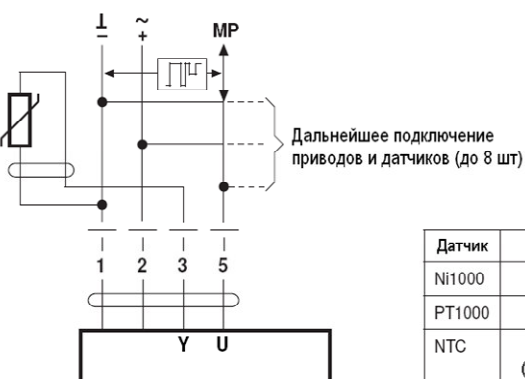 ⊥ ~
– + MP
Дальнейшее подключение
приводов и датчиков (до 8 шт)
1 2 3 5
Y U
Датчик
Ni1000
PT1000
NTC
(